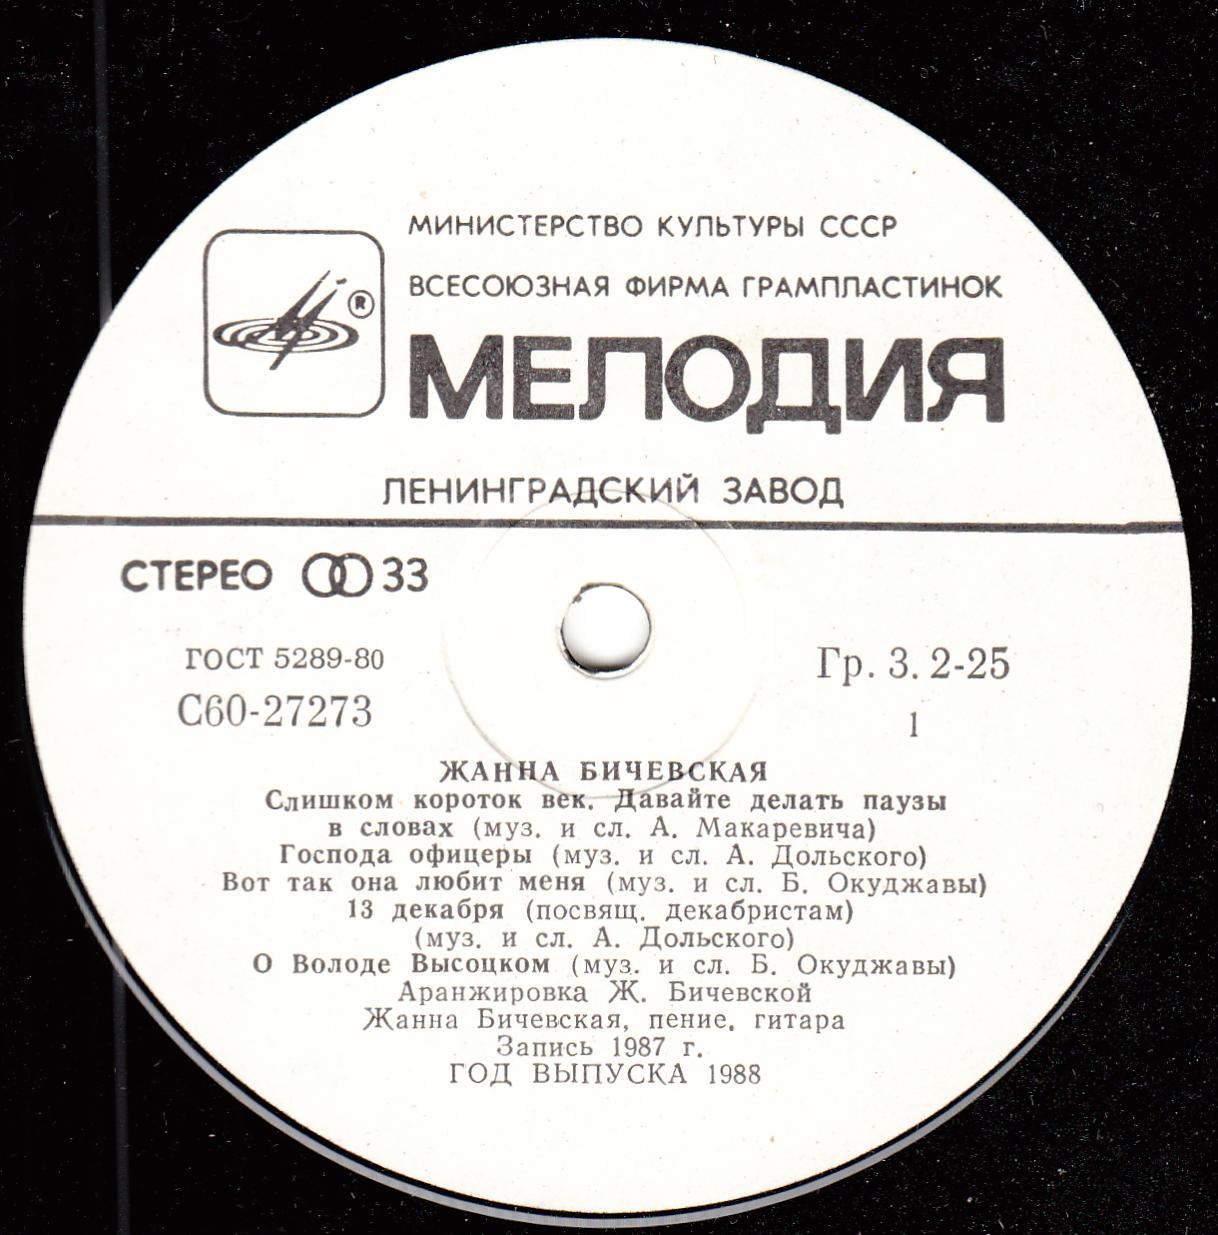 МИНИСТЕРСТВО КУЛЬТУРЫ СССР
ВСЕСОЮЗНАЯ ФИРМА ГРАМПЛАСТИНОК
®
МЕЛОДИЯ
ЛЕНИНГРАДСКИЙ ЗАВОД
СТЕРЕО 33
ГОСТ 5289-80
Гр. 3. 2-25
С60-27273
1
ЖАННА БИЧЕВСКАЯ
Слишком короток век. Давайте делать паузы
в словах (муз. и сл. А. Макаревича)
Господа офицеры (муз. и сл. А. Дольского)
Вот так она любит меня (муз. и сл. Б. Окуджавы)
13 декабря (посвящ. декабристам)
(муз. и сл. А. Дольского)
О Володе Высоцком (муз. и сл. Б. Окуджавы)
Аранжировка Ж. Бичевской
Жанна Бичевская, пение, гитара
Запись 1987 г.
ГОД ВЫПУСКА 1988